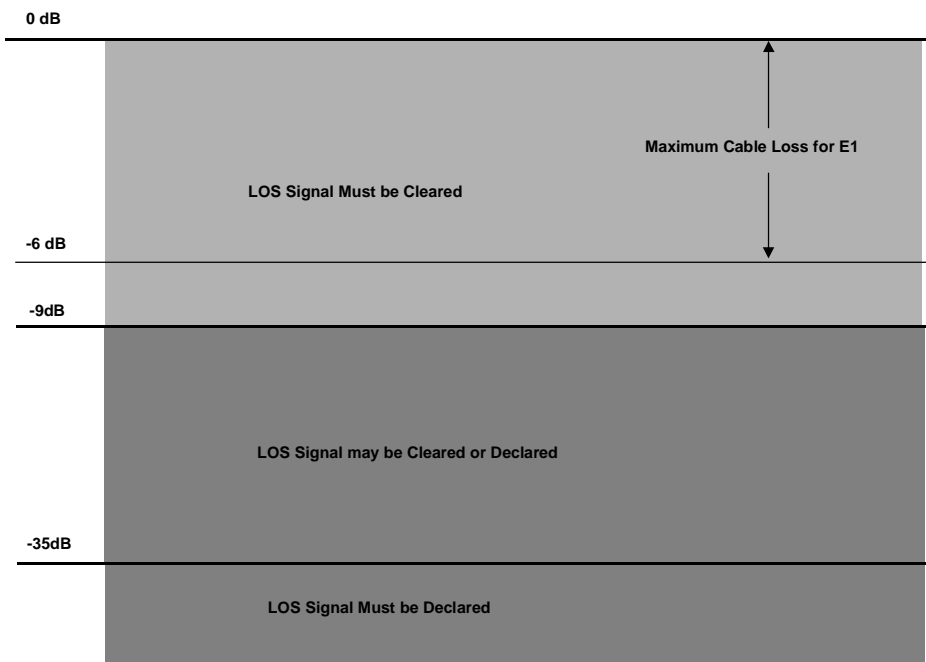 0 dB
Maximum Cable Loss for E1
LOS Signal Must be Cleared
-6 dB
-9dB
LOS Signal may be Cleared or Declared
-35dB
LOS Signal Must be Declared